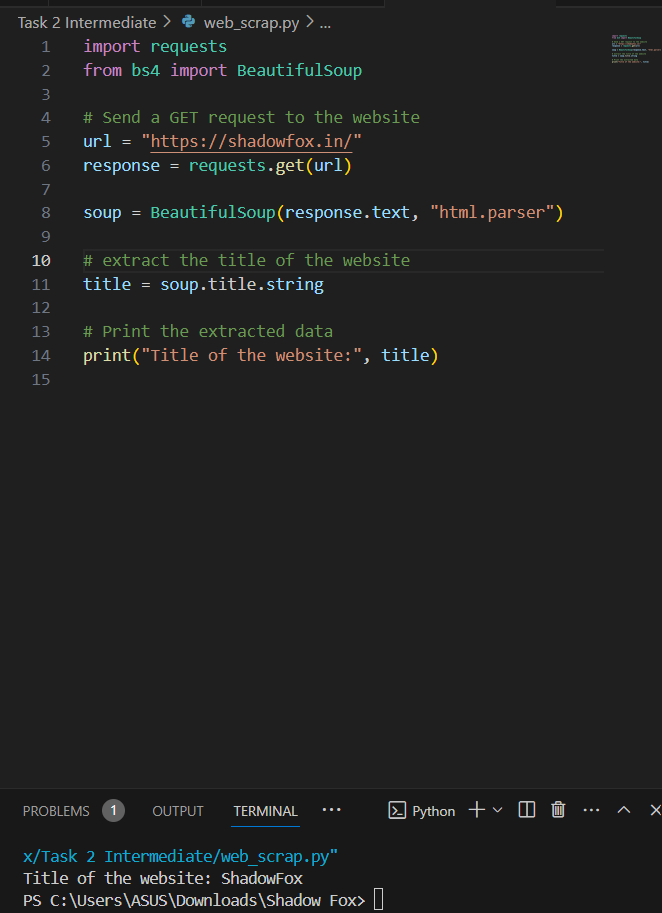 Task 2 Intermediate > web_scrap.py > ...
1 import requests
2 from bs4 import BeautifulSoup
3
4 # Send a GET request to the website
5 url = "https://shadowfox.in/"
6 response = requests.get(url)
7
8 soup = BeautifulSoup(response.text, "html.parser")
9
10 # extract the title of the website
11 title = soup.title.string
12
13 # Print the extracted data
14 print("Title of the website:", title)
15
PROBLEMS 1 OUTPUT TERMINAL ··· Python
x/Task 2 Intermediate/web_scrap.py"
Title of the website: ShadowFox
PS C:\Users\ASUS\Downloads\Shadow Fox>